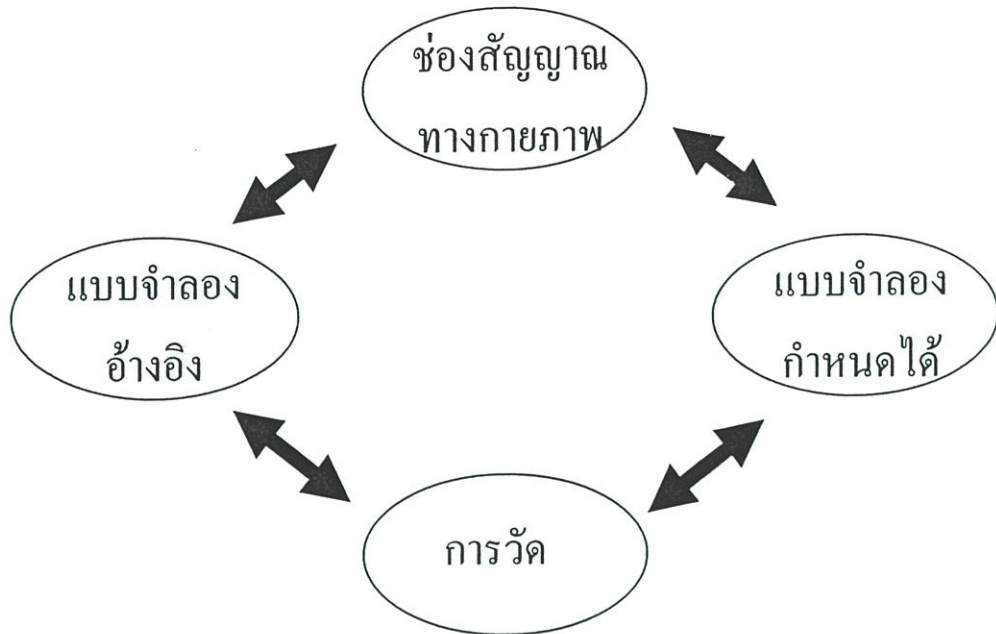 ช่องสัญญาณ
ทางกายภาพ
แบบจำลอง
อ้างอิง
แบบจำลอง
กำหนดได้
การวัด